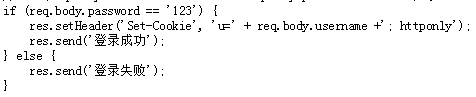 if (req.body.password == '123') {
    res.setHeader('Set-Cookie', 'u=' + req.body.username +'; httponly');
    res.send('登录成功');
} else {
    res.send('登录失败');
}